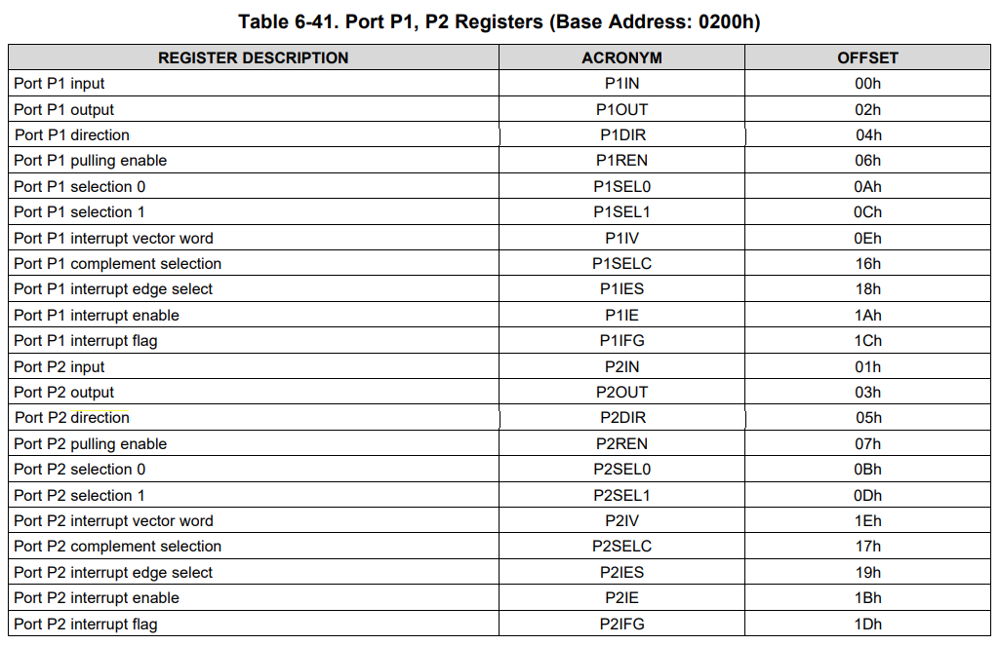 Table 6-41. Port P1, P2 Registers (Base Address: 0200h)
REGISTER DESCRIPTION ACRONYM OFFSET
Port P1 input P1IN 00h
Port P1 output P1OUT 02h
Port P1 direction P1DIR 04h
Port P1 pulling enable P1REN 06h
Port P1 selection 0 P1SEL0 0Ah
Port P1 selection 1 P1SEL1 0Ch
Port P1 interrupt vector word P1IV 0Eh
Port P1 complement selection P1SELC 16h
Port P1 interrupt edge select P1IES 18h
Port P1 interrupt enable P1IE 1Ah
Port P1 interrupt flag P1IFG 1Ch
Port P2 input P2IN 01h
Port P2 output P2OUT 03h
Port P2 direction P2DIR 05h
Port P2 pulling enable P2REN 07h
Port P2 selection 0 P2SEL0 0Bh
Port P2 selection 1 P2SEL1 0Dh
Port P2 interrupt vector word P2IV 1Eh
Port P2 complement selection P2SELC 17h
Port P2 interrupt edge select P2IES 19h
Port P2 interrupt enable P2IE 1Bh
Port P2 interrupt flag P2IFG 1Dh